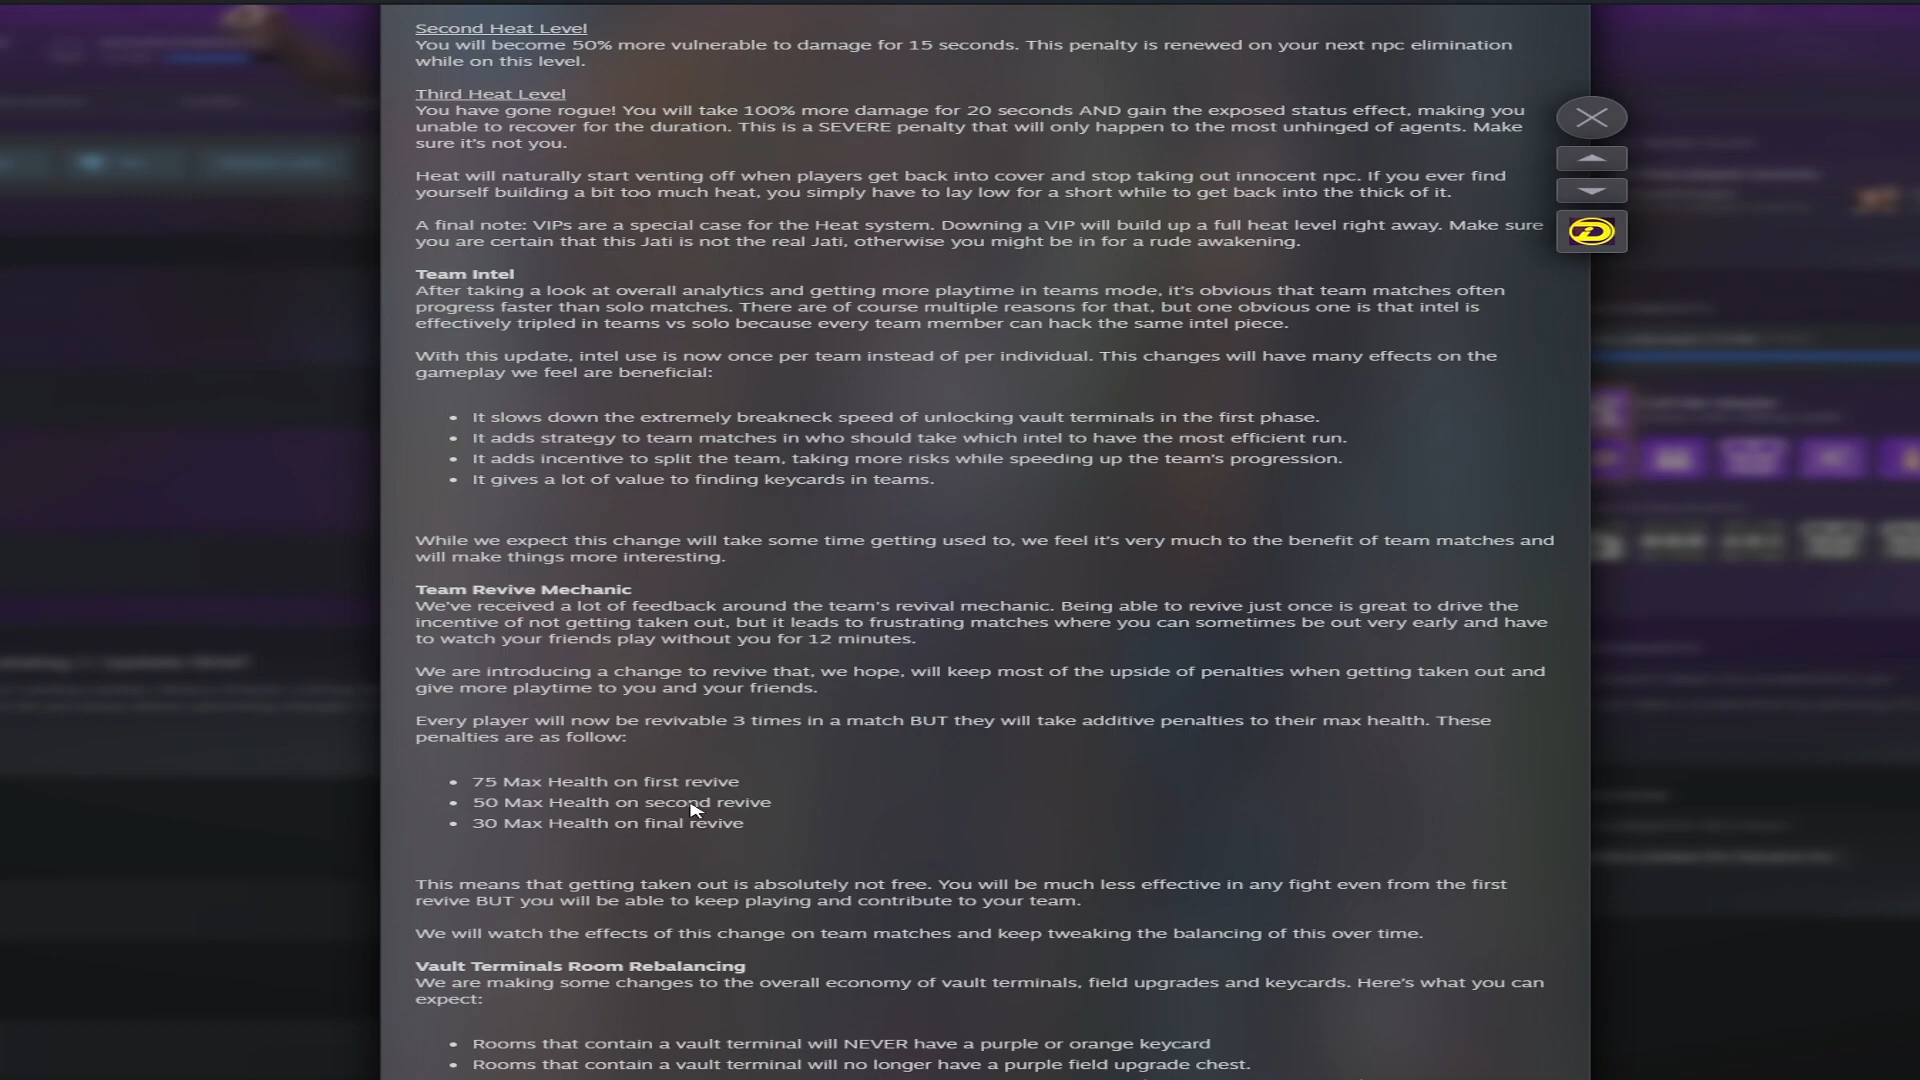 Second Heat Level
You will become 50% more vulnerable to damage for 15 seconds. This penalty is renewed on your next npc elimination
while on this level.
Third Heat Level
You have gone rogue! You will take 100% more damage for 20 seconds AND gain the exposed status effect, making you
unable to recover for the duration. This is a SEVERE penalty that will only happen to the most unhinged of agents. Make
sure it's not you.
Heat will naturally start venting off when players get back into cover and stop taking out innocent npc. If you ever find
yourself building a bit too much heat, you simply have to lay low for a short while to get back into the thick of it.
A final note: VIPs are a special case for the Heat system. Downing a VIP will build up a full heat level right away. Make sure
you are certain that this Jati is not the real Jati, otherwise you might be in for a rude awakening.
Team Intel
After taking a look at overall analytics and getting more playtime in teams mode, it's obvious that team matches often
progress faster than solo matches. There are of course multiple reasons for that, but one obvious one is that intel is
effectively tripled in teams vs solo because every team member can hack the same intel piece.
With this update, intel use is now once per team instead of per individual. This changes will have many effects on the
gameplay we feel are beneficial:
• It slows down the extremely breakneck speed of unlocking vault terminals in the first phase.
• It adds strategy to team matches in who should take which intel to have the most efficient run.
• It adds incentive to split the team, taking more risks while speeding up the team's progression.
• It gives a lot of value to finding keycards in teams.
While we expect this change will take some time getting used to, we feel it's very much to the benefit of team matches and
will make things more interesting.
Team Revive Mechanic
We've received a lot of feedback around the team's revival mechanic. Being able to revive just once is great to drive the
incentive of not getting taken out, but it leads to frustrating matches where you can sometimes be out very early and have
to watch your friends play without you for 12 minutes.
We are introducing a change to revive that, we hope, will keep most of the upside of penalties when getting taken out and
give more playtime to you and your friends.
Every player will now be revivable 3 times in a match BUT they will take additive penalties to their max health. These
penalties are as follow:
• 75 Max Health on first revive
• 50 Max Health on second revive
• 30 Max Health on final revive
This means that getting taken out is absolutely not free. You will be much less effective in any fight even from the first
revive BUT you will be able to keep playing and contribute to your team.
We will watch the effects of this change on team matches and keep tweaking the balancing of this over time.
Vault Terminals Room Rebalancing
We are making some changes to the overall economy of vault terminals, field upgrades and keycards. Here's what you can
expect:
• Rooms that contain a vault terminal will NEVER have a purple or orange keycard
• Rooms that contain a vault terminal will no longer have a purple field upgrade chest.